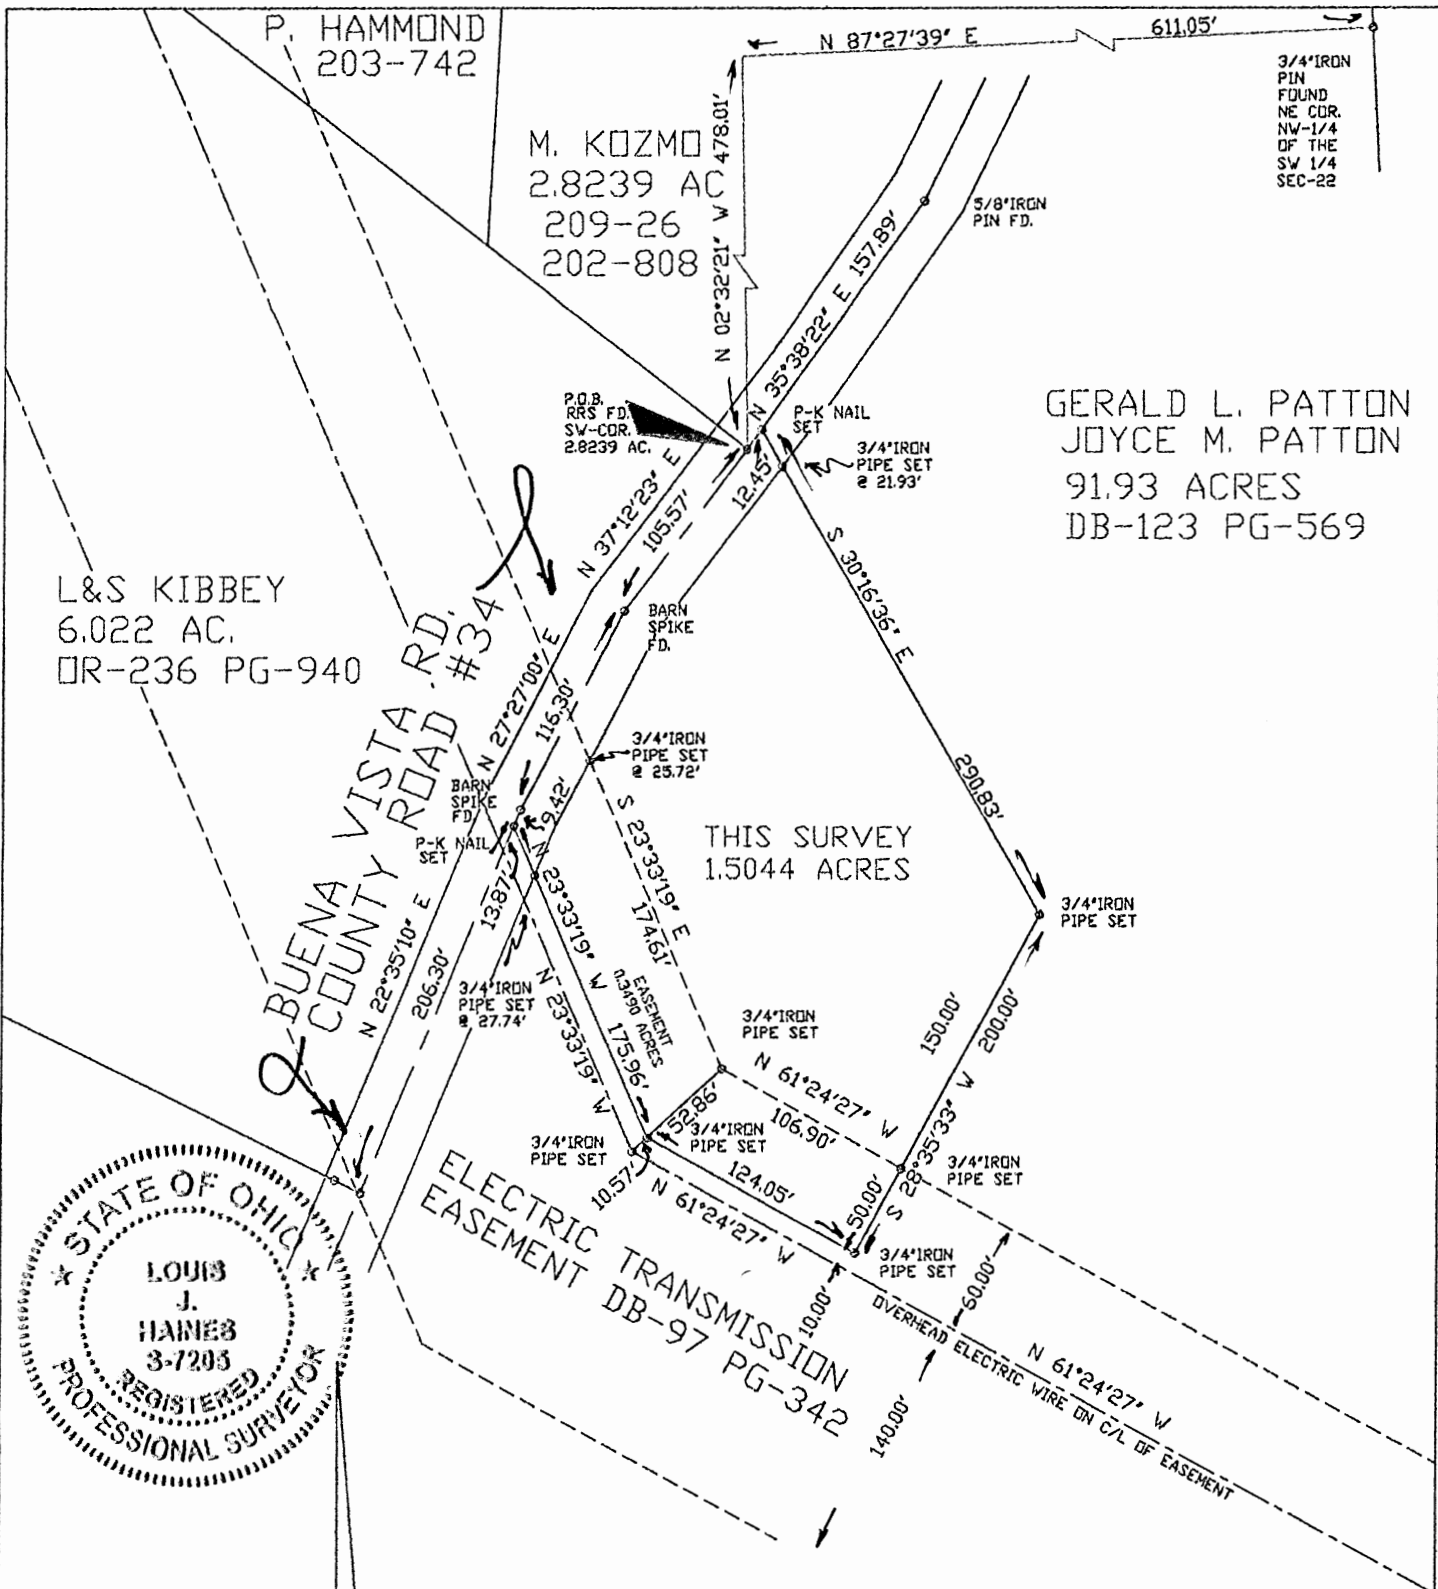 P. HAMMOND
203-742
N 87°27'39" E
611.05'
3/4"IRON
PIN
FOUND
NE COR.
NW-1/4
OF THE
SW 1/4
SEC-22
M. KOZMO
2.8239 AC
209-26
202-808
N 02°32'21" W 478.01'
5/8"IRON
PIN FD.
N 35°38'22" E 157.89'
P.O.B.
RRS FD.
SW-COR.
2.8239 AC.
P-K NAIL
SET
3/4"IRON
PIPE SET
@ 21.93'
12.45'
GERALD L. PATTON
JOYCE M. PATTON
91.93 ACRES
DB-123 PG-569
N 37°12'23" E
105.57'
S 30°16'36" E
290.83'
L&S KIBBEY
6.022 AC.
OR-236 PG-940
BUENA VISTA RD.
COUNTY ROAD #34
BARN
SPIKE
FD.
N 27°27'00" E
116.30'
3/4"IRON
PIPE SET
@ 25.72'
BARN
SPIKE
FD.
P-K NAIL
SET
9.42'
S 23°33'19" E
174.61'
THIS SURVEY
1.5044 ACRES
3/4"IRON
PIPE SET
N 22°35'10" E
206.30'
13.87'
N 23°33'19" W
175.96'
EASEMENT
0.3490 ACRES
3/4"IRON
PIPE SET
@ 27.74'
N 23°33'19" W
3/4"IRON
PIPE SET
N 61°24'27" W
106.90'
150.00'
200.00'
S 28°35'33" W
52.86'
3/4"IRON
PIPE SET
3/4"IRON
PIPE SET
3/4"IRON
PIPE SET
10.57'
124.05'
N 61°24'27" W
50.00'
3/4"IRON
PIPE SET
ELECTRIC TRANSMISSION
EASEMENT DB-97 PG-342
10.00'
60.00'
140.00'
OVERHEAD ELECTRIC WIRE ON C/L OF EASEMENT
N 61°24'27" W
STATE OF OHIO
LOUIS
J.
HAINES
S-7205
REGISTERED
PROFESSIONAL SURVEYOR